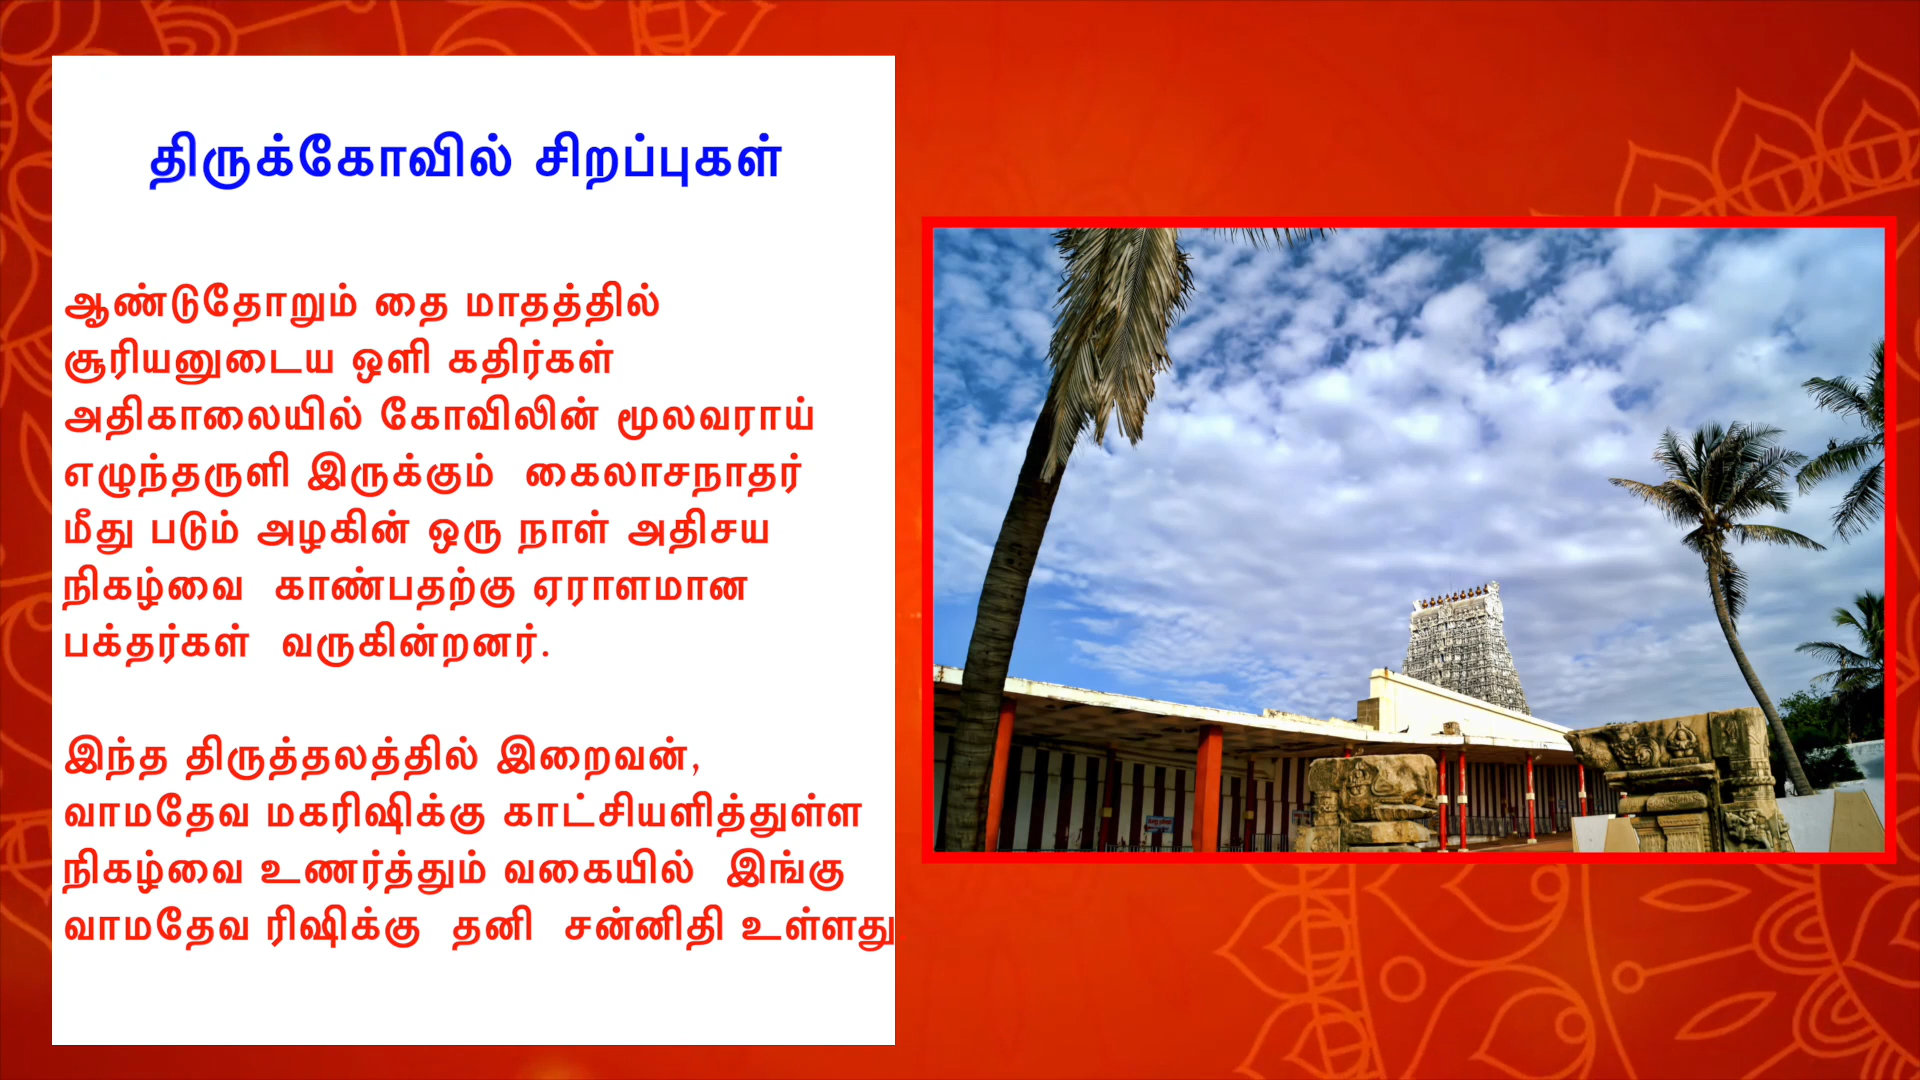 திருக்கோவில் சிறப்புகள்
ஆண்டுதோறும் தை மாதத்தில்
சூரியனுடைய ஒளி கதிர்கள்
அதிகாலையில் கோவிலின் மூலவராய்
எழுந்தருளி இருக்கும் கைலாசநாதர்
மீது படும் அழகின் ஒரு நாள் அதிசய
நிகழ்வை காண்பதற்கு ஏராளமான
பக்தர்கள் வருகின்றனர்.
இந்த திருத்தலத்தில் இறைவன்,
வாமதேவ மகரிஷிக்கு காட்சியளித்துள்ள
நிகழ்வை உணர்த்தும் வகையில் இங்கு
வாமதேவ ரிஷிக்கு தனி சன்னிதி உள்ளது